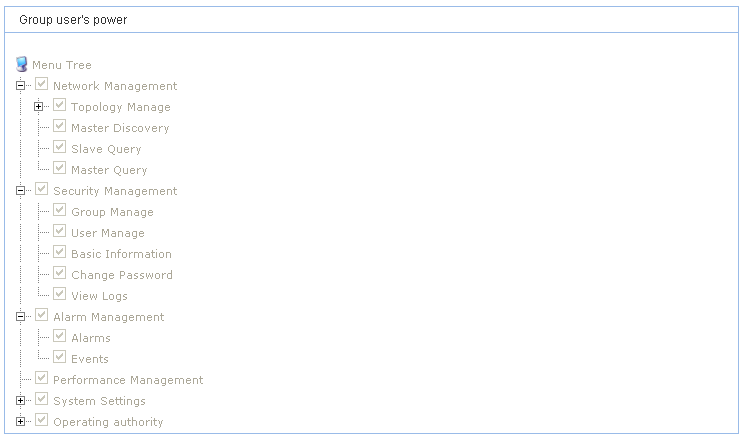 Group user's power
Menu Tree
Network Management
Topology Manage
Master Discovery
Slave Query
Master Query
Security Management
Group Manage
User Manage
Basic Information
Change Password
View Logs
Alarm Management
Alarms
Events
Performance Management
System Settings
Operating authority